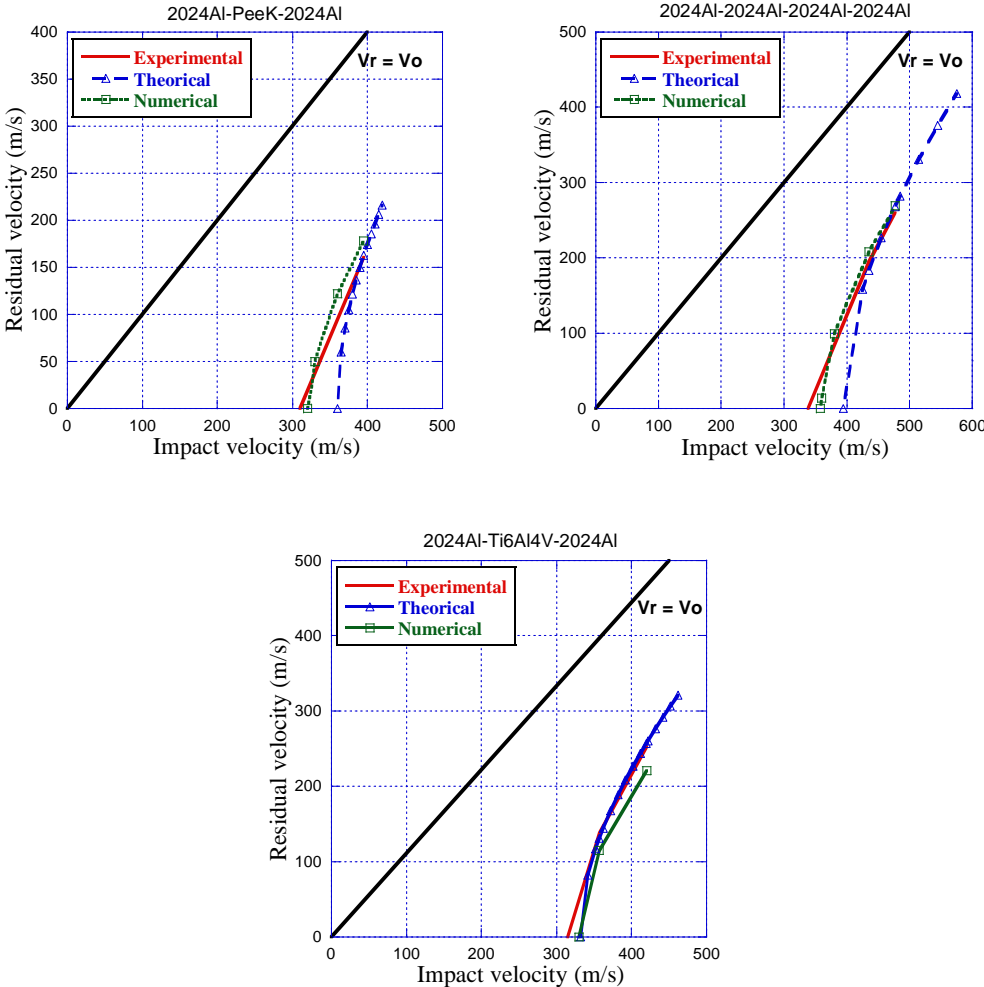 2024Al-PeeK-2024Al
400
350
300
250
200
150
100
50
0
Residual velocity (m/s)
Experimental
Theorical
Numerical
Vr = Vo
0 100 200 300 400 500
Impact velocity (m/s)
2024Al-2024Al-2024Al-2024Al
500
400
300
200
100
0
Residual velocity (m/s)
Experimental
Theorical
Numerical
Vr = Vo
0 100 200 300 400 500 600
Impact velocity (m/s)
2024Al-Ti6Al4V-2024Al
500
400
300
200
100
0
Residual velocity (m/s)
Experimental
Theorical
Numerical
Vr = Vo
0 100 200 300 400 500
Impact velocity (m/s)